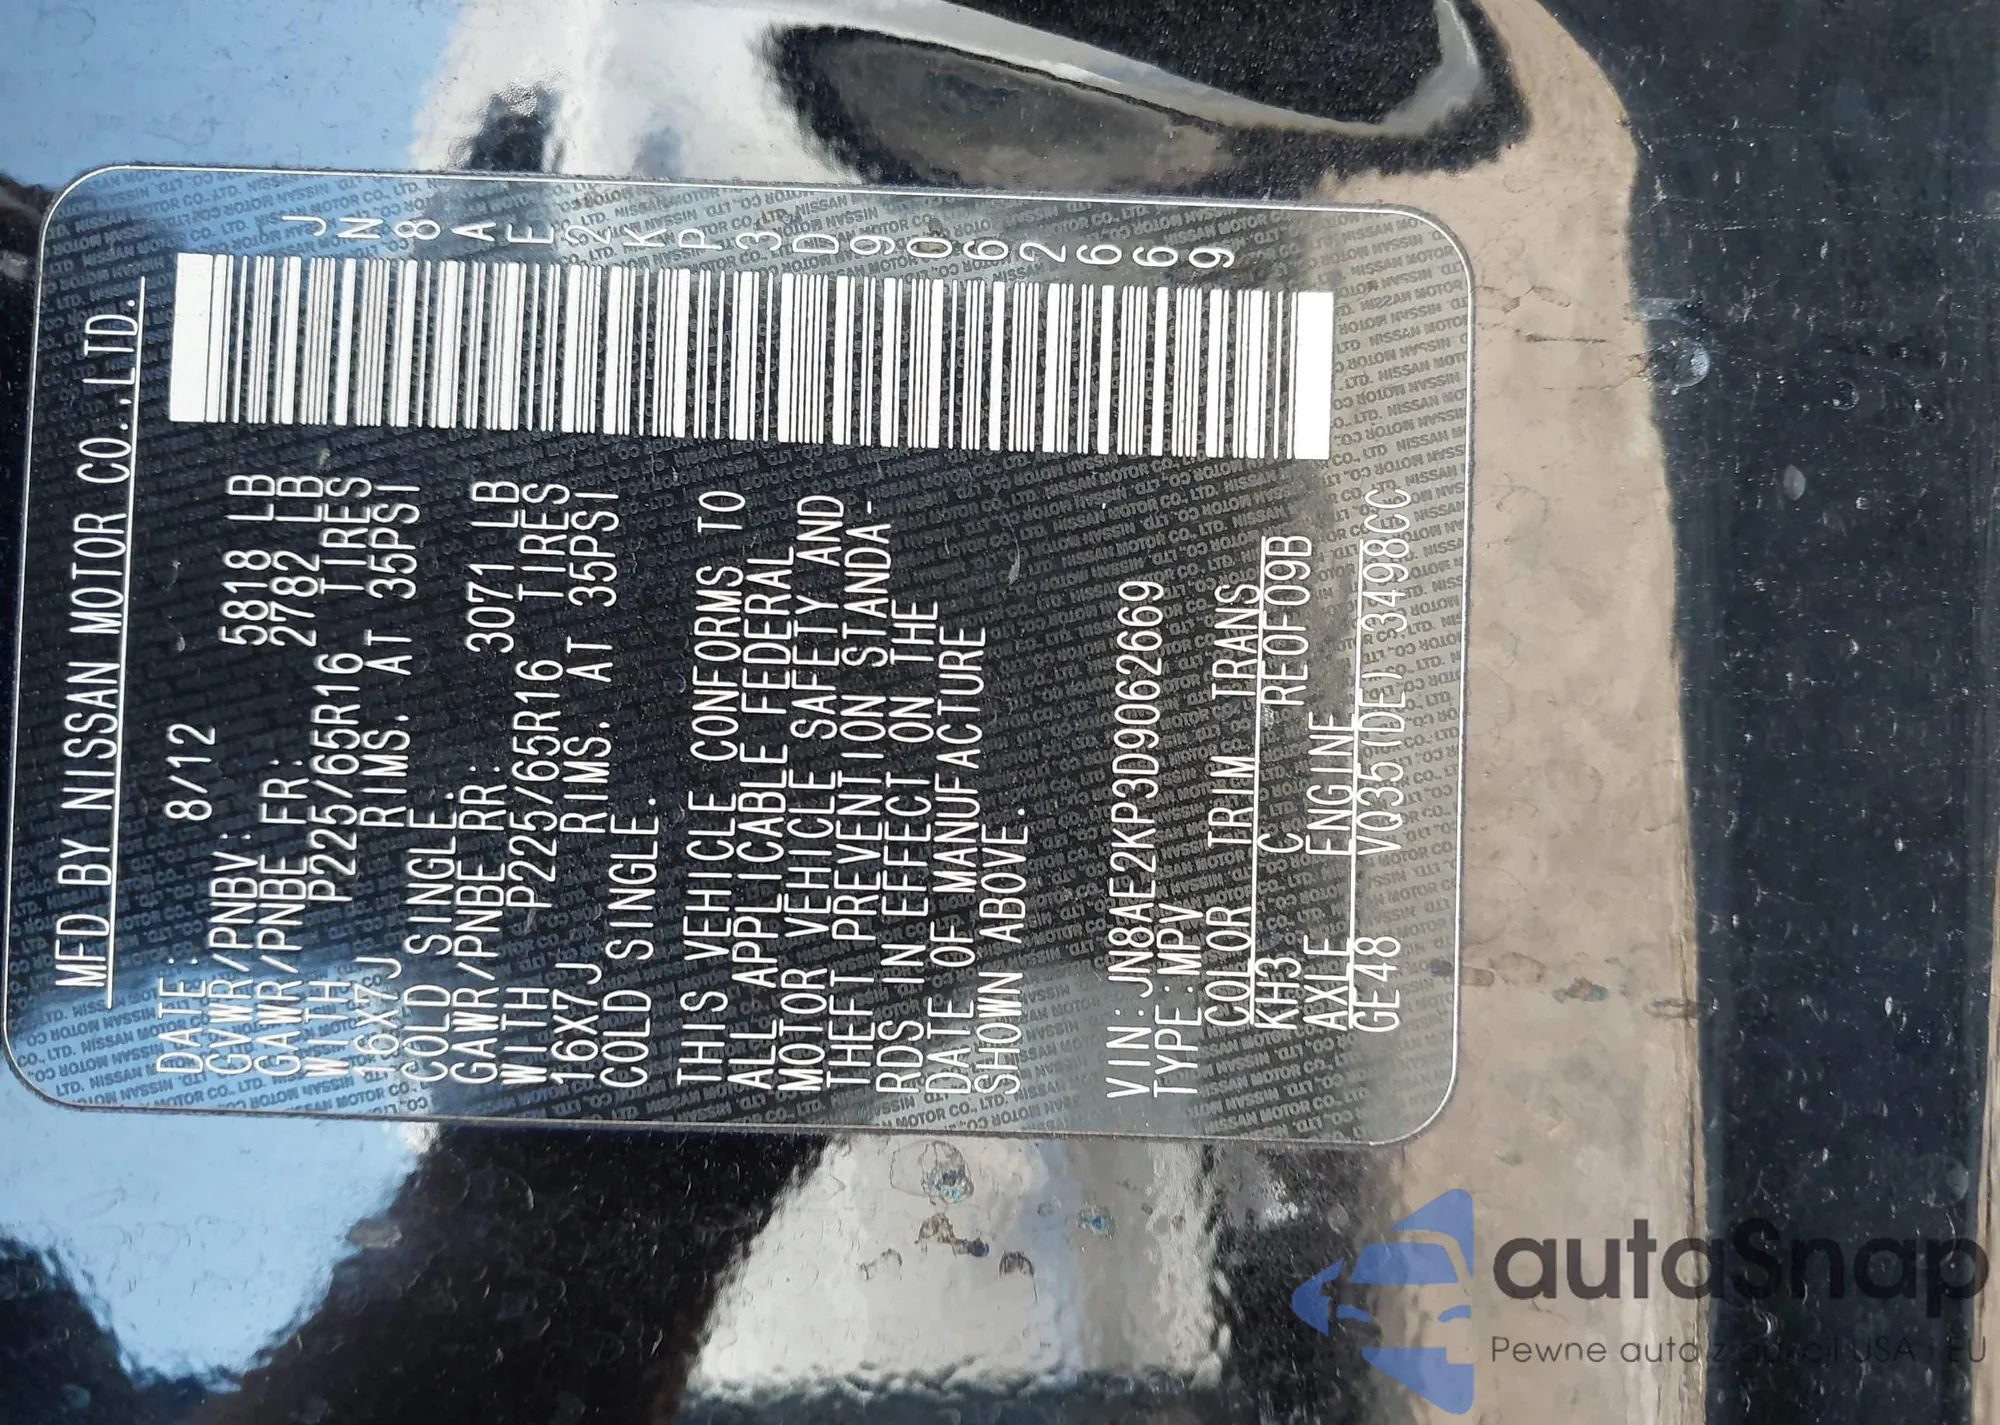 MFD BY NISSAN MOTOR CO.,LTD.
DATE: 8/12
GVWR/PNBV: 5818 LB
GAWR/PNBE FR: 2782 LB
WITH P225/65R16 TIRES
16X7J RIMS. AT 35PSI
COLD SINGLE.
GAWR/PNBE RR: 3071 LB
WITH P225/65R16 TIRES
16X7J RIMS. AT 35PSI
COLD SINGLE.
THIS VEHICLE CONFORMS TO
ALL APPLICABLE FEDERAL
MOTOR VEHICLE SAFETY AND
THEFT PREVENTION STANDA-
RDS IN EFFECT ON THE
DATE OF MANUFACTURE
SHOWN ABOVE.
VIN:JN8AE2KP3D9062669
TYPE:MPV
COLOR TRIM TRANS
KH3 C RE0F09B
AXLE ENGINE
GE48 VQ35(DE) 3498CC
JN8AE2KP3D9062669
autaSnap
Pewne auta z aukcji USA i EU